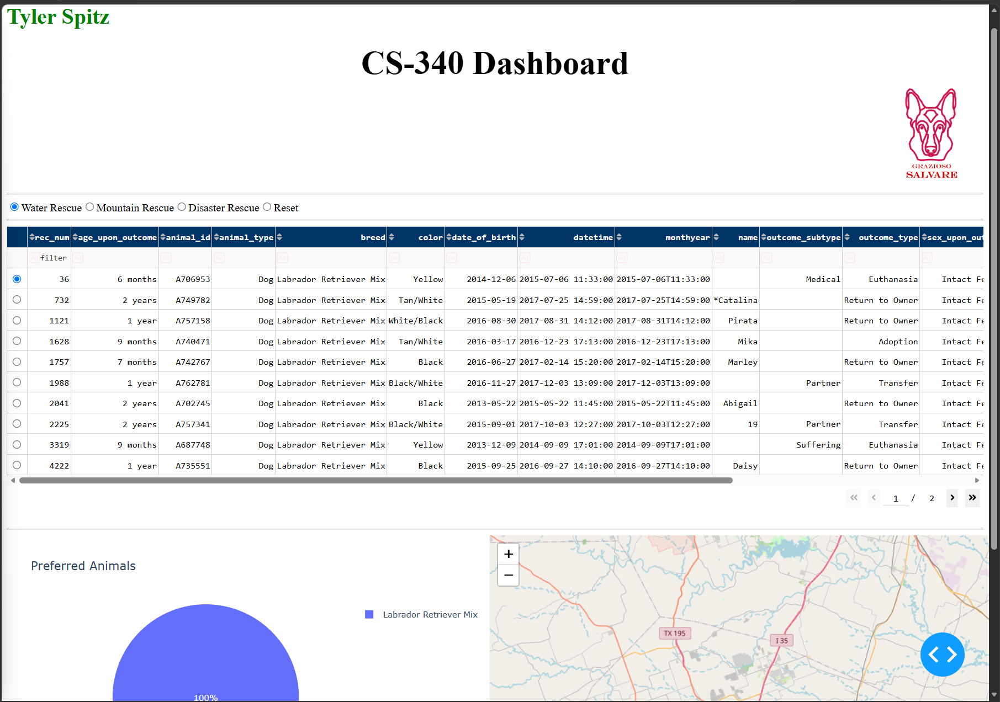 Tyler Spitz
CS-340 Dashboard
GRAZIOSO
SALVARE
Water Rescue Mountain Rescue Disaster Rescue Reset
rec_num age_upon_outcome animal_id animal_type breed color date_of_birth datetime monthyear name outcome_subtype outcome_type sex_upon_out
Aa filter Aa Aa Aa Aa Aa Aa Aa Aa Aa Aa Aa Aa
36 6 months A706953 Dog Labrador Retriever Mix Yellow 2014-12-06 2015-07-06 11:33:00 2015-07-06T11:33:00 Medical Euthanasia Intact Fe
732 2 years A749782 Dog Labrador Retriever Mix Tan/White 2015-05-19 2017-07-25 14:59:00 2017-07-25T14:59:00 *Catalina Return to Owner Intact Fe
1121 1 year A757158 Dog Labrador Retriever Mix White/Black 2016-08-30 2017-08-31 14:12:00 2017-08-31T14:12:00 Pirata Return to Owner Intact Fe
1628 9 months A740471 Dog Labrador Retriever Mix Tan/White 2016-03-17 2016-12-23 17:13:00 2016-12-23T17:13:00 Mika Adoption Intact Fe
1757 7 months A742767 Dog Labrador Retriever Mix Black 2016-06-27 2017-02-14 15:20:00 2017-02-14T15:20:00 Marley Return to Owner Intact Fe
1988 1 year A762781 Dog Labrador Retriever Mix Black/White 2016-11-27 2017-12-03 13:09:00 2017-12-03T13:09:00 Partner Transfer Intact Fe
2041 2 years A702745 Dog Labrador Retriever Mix Black 2013-05-22 2015-05-22 11:45:00 2015-05-22T11:45:00 Abigail Return to Owner Intact Fe
2225 2 years A757341 Dog Labrador Retriever Mix Black/White 2015-09-01 2017-10-03 12:27:00 2017-10-03T12:27:00 19 Partner Transfer Intact Fe
3319 9 months A687748 Dog Labrador Retriever Mix Yellow 2013-12-09 2014-09-09 17:01:00 2014-09-09T17:01:00 Suffering Euthanasia Intact Fe
4222 1 year A735551 Dog Labrador Retriever Mix Black 2015-09-25 2016-09-27 14:10:00 2016-09-27T14:10:00 Daisy Return to Owner Intact Fe
1 / 2
Preferred Animals
Labrador Retriever Mix
100%
+
−
TX 195
I 35